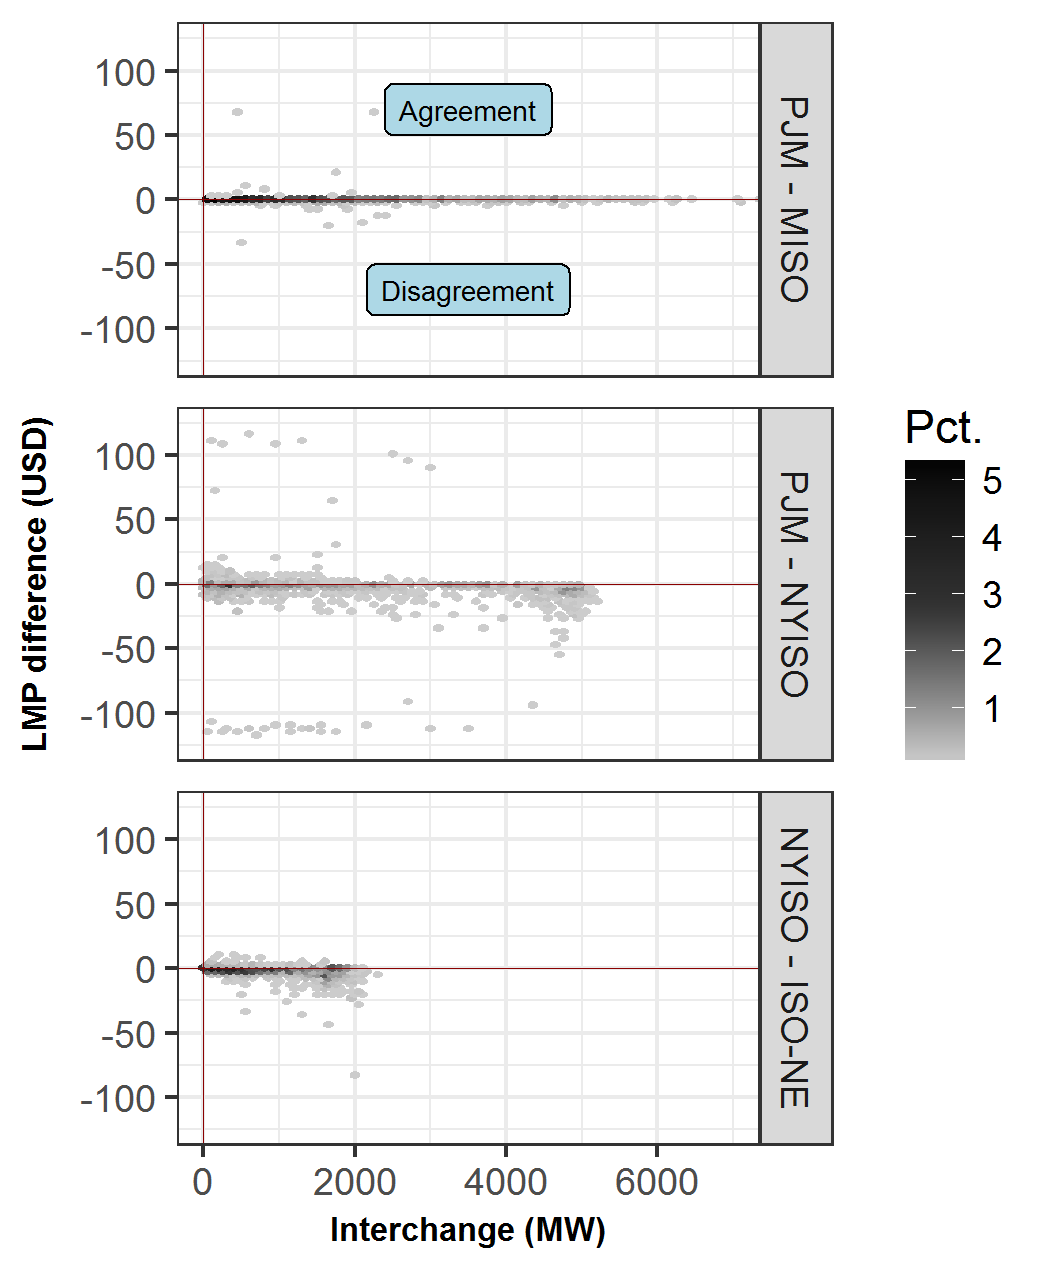 100
50
0
-50
-100
Agreement
Disagreement
PJM - MISO
LMP difference (USD)
100
50
0
-50
-100
PJM - NYISO
Pct.
5
4
3
2
1
100
50
0
-50
-100
NYISO - ISO-NE
0 2000 4000 6000
Interchange (MW)